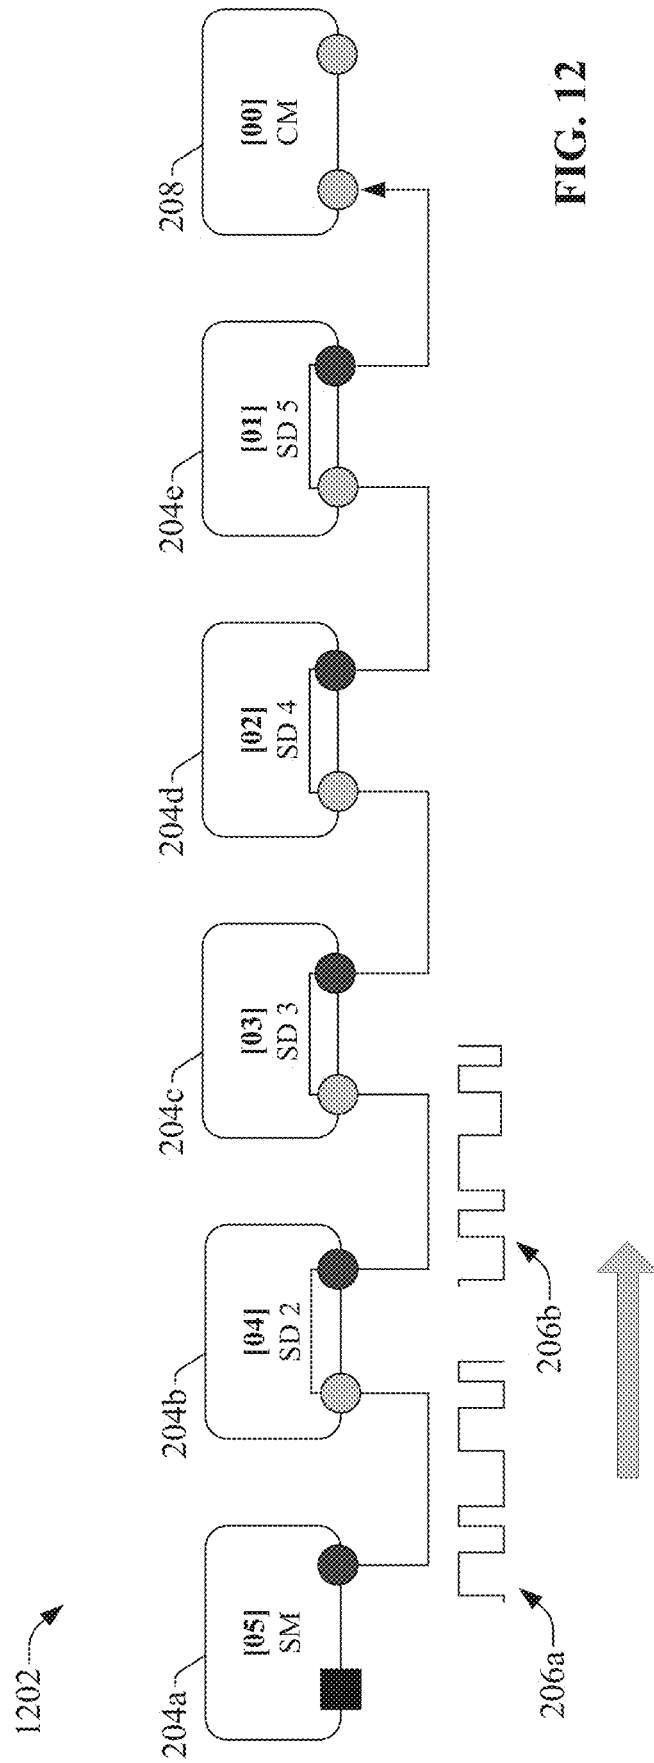 1202
204a
204b
204c
204d
204e
208
[05]
SM
[04]
SD 2
[03]
SD 3
[02]
SD 4
[01]
SD 5
[00]
CM
206a
206b
FIG. 12